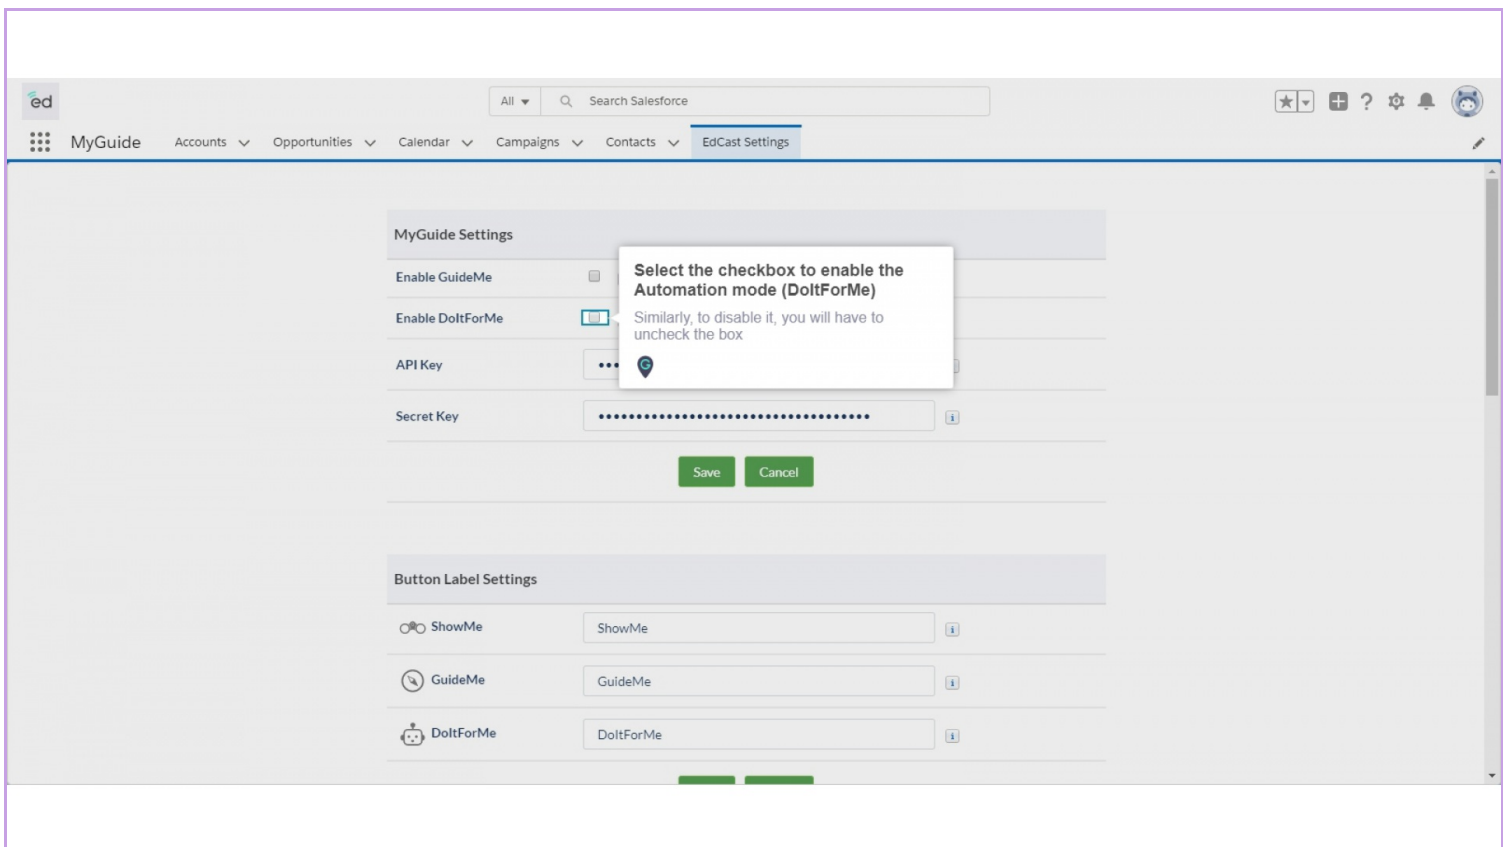 ed
All
Search Salesforce
MyGuide
Accounts
Opportunities
Calendar
Campaigns
Contacts
EdCast Settings
MyGuide Settings
Enable GuideMe
Select the checkbox to enable the
Automation mode (DoItForMe)
Enable DoItForMe
Similarly, to disable it, you will have to
uncheck the box
API Key
G
Secret Key
Save Cancel
Button Label Settings
ShowMe ShowMe
GuideMe GuideMe
DoItForMe DoItForMe